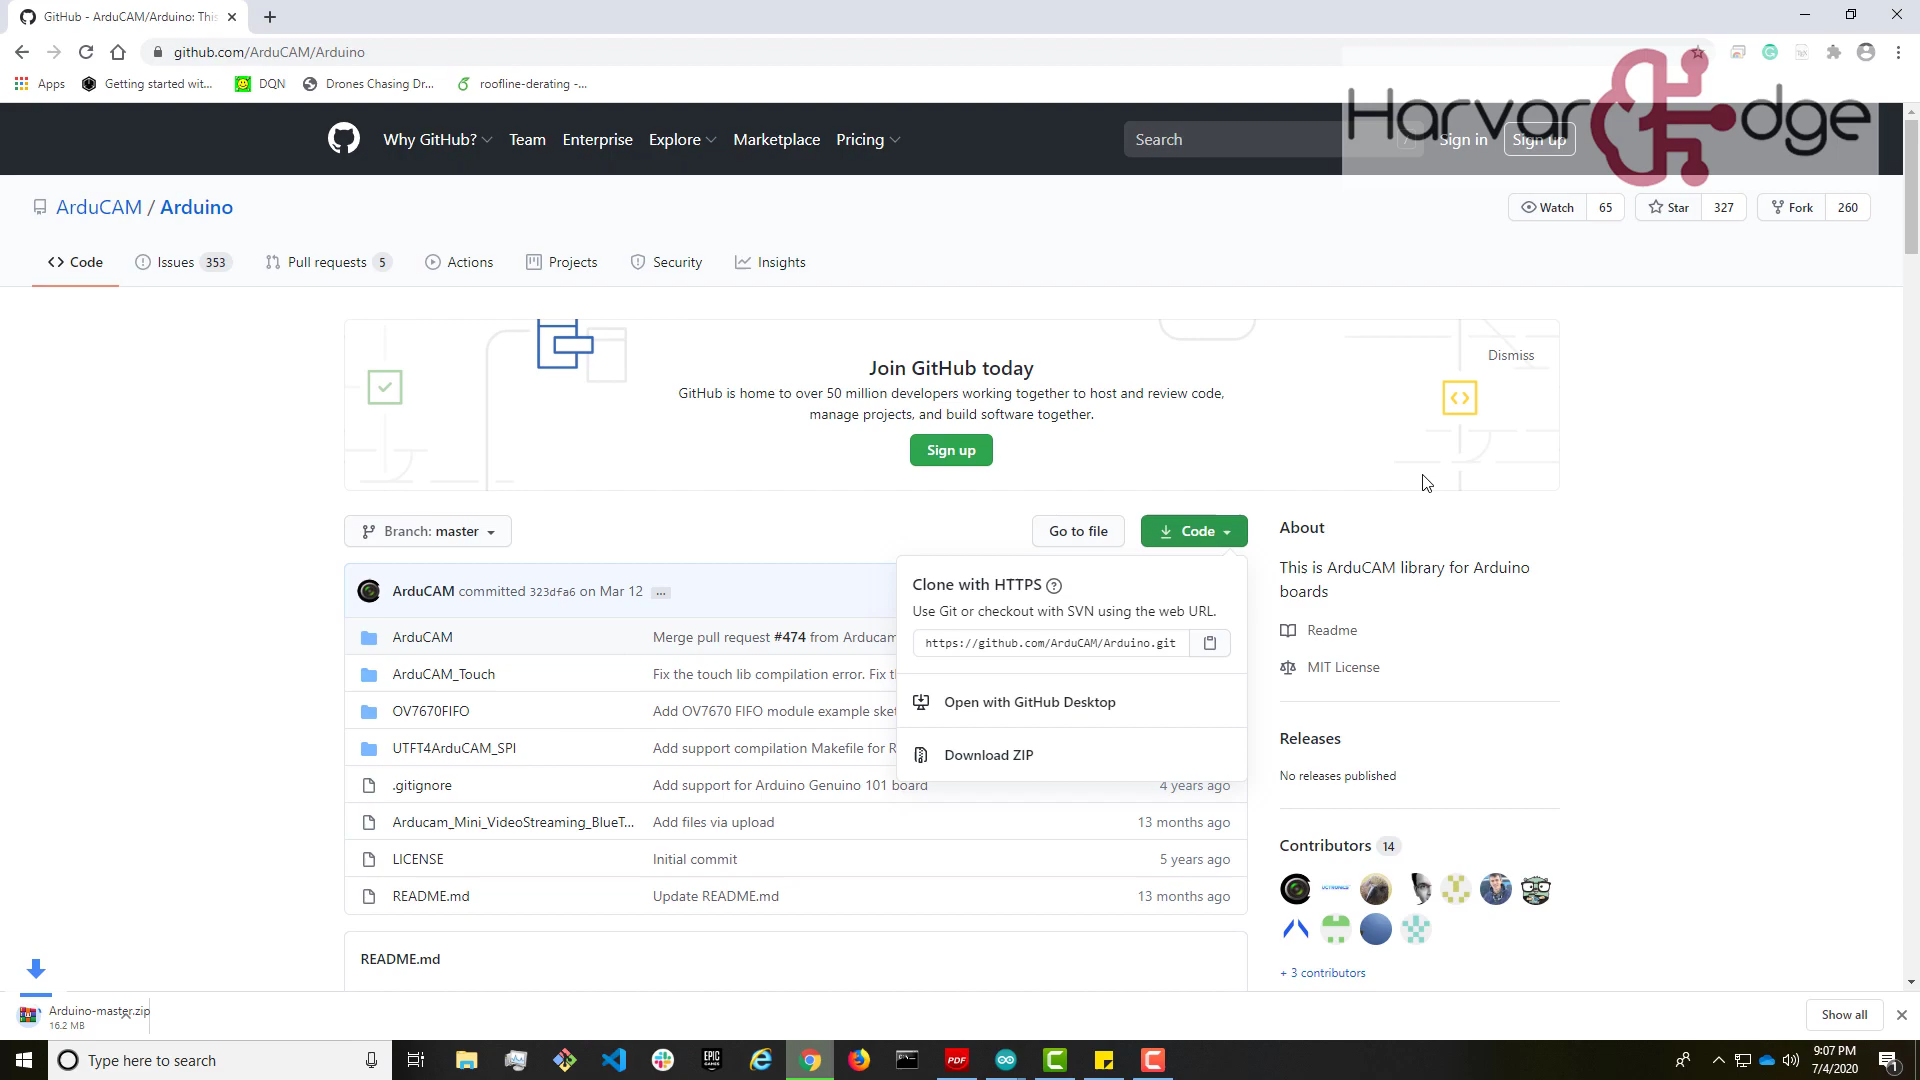 GitHub - ArduCAM/Arduino: This
github.com/ArduCAM/Arduino
Apps
Getting started wit...
DQN
Drones Chasing Dr...
roofline-derating -...
Harvard Edge
Why GitHub?
Team
Enterprise
Explore
Marketplace
Pricing
Search
/
Sign in
Sign up
ArduCAM / Arduino
Watch 65
Star 327
Fork 260
Code
Issues 353
Pull requests 5
Actions
Projects
Security
Insights
Join GitHub today
Dismiss
GitHub is home to over 50 million developers working together to host and review code,
manage projects, and build software together.
Sign up
Branch: master
Go to file
Code
ArduCAM committed 323dfa6 on Mar 12 ...
ArduCAM Merge pull request #474 from Arducam
ArduCAM_Touch Fix the touch lib compilation error. Fix t
OV7670FIFO Add OV7670 FIFO module example ske
UTFT4ArduCAM_SPI Add support compilation Makefile for R
.gitignore Add support for Arduino Genuino 101 board 4 years ago
Arducam_Mini_VideoStreaming_BlueT... Add files via upload 13 months ago
LICENSE Initial commit 5 years ago
README.md Update README.md 13 months ago
README.md
Clone with HTTPS
Use Git or checkout with SVN using the web URL.
https://github.com/ArduCAM/Arduino.git
Open with GitHub Desktop
Download ZIP
About
This is ArduCAM library for Arduino
boards
Readme
MIT License
Releases
No releases published
Contributors 14
+ 3 contributors
Arduino-master.zip
16.2 MB
Show all
Type here to search
EPIC
GAMES
PDF
9:07 PM
7/4/2020
1